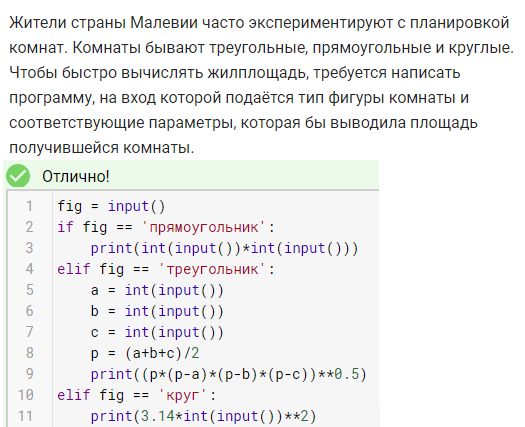 Жители страны Малевии часто экспериментируют с планировкой
комнат. Комнаты бывают треугольные, прямоугольные и круглые.
Чтобы быстро вычислять жилплощадь, требуется написать
программу, на вход которой подаётся тип фигуры комнаты и
соответствующие параметры, которая бы выводила площадь
получившейся комнаты.
Отлично!
1 fig = input()
2 if fig == 'прямоугольник':
3     print(int(input())*int(input()))
4 elif fig == 'треугольник':
5     a = int(input())
6     b = int(input())
7     c = int(input())
8     p = (a+b+c)/2
9     print((p*(p-a)*(p-b)*(p-c))**0.5)
10 elif fig == 'круг':
11     print(3.14*int(input())**2)